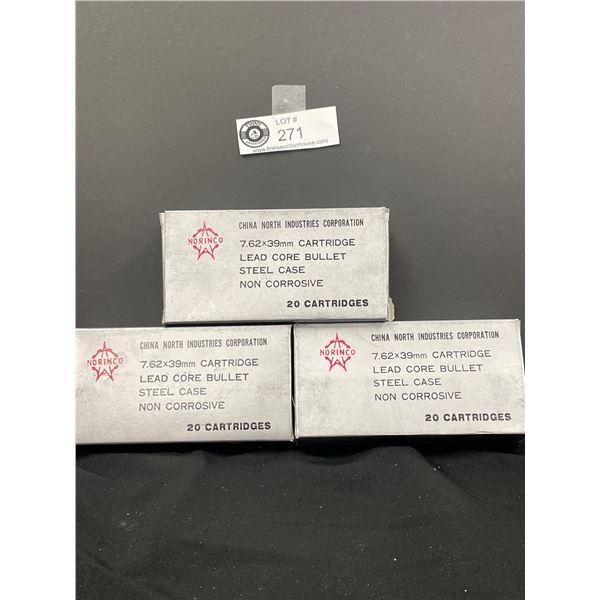 LOT #
271
www.finnsauctionhouse.com
CHINA NORTH INDUSTRIES CORPORATION
NORINCO
7.62×39mm CARTRIDGE
LEAD CORE BULLET
STEEL CASE
NON CORROSIVE
20 CARTRIDGES
CHINA NORTH INDUSTRIES CORPORATION
NORINCO
7.62×39mm CARTRIDGE
LEAD CORE BULLET
STEEL CASE
NON CORROSIVE
20 CARTRIDGES
CHINA NORTH INDUSTRIES CORPORATION
NORINCO
7.62×39mm CARTRIDGE
LEAD CORE BULLET
STEEL CASE
NON CORROSIVE
20 CARTRIDGES